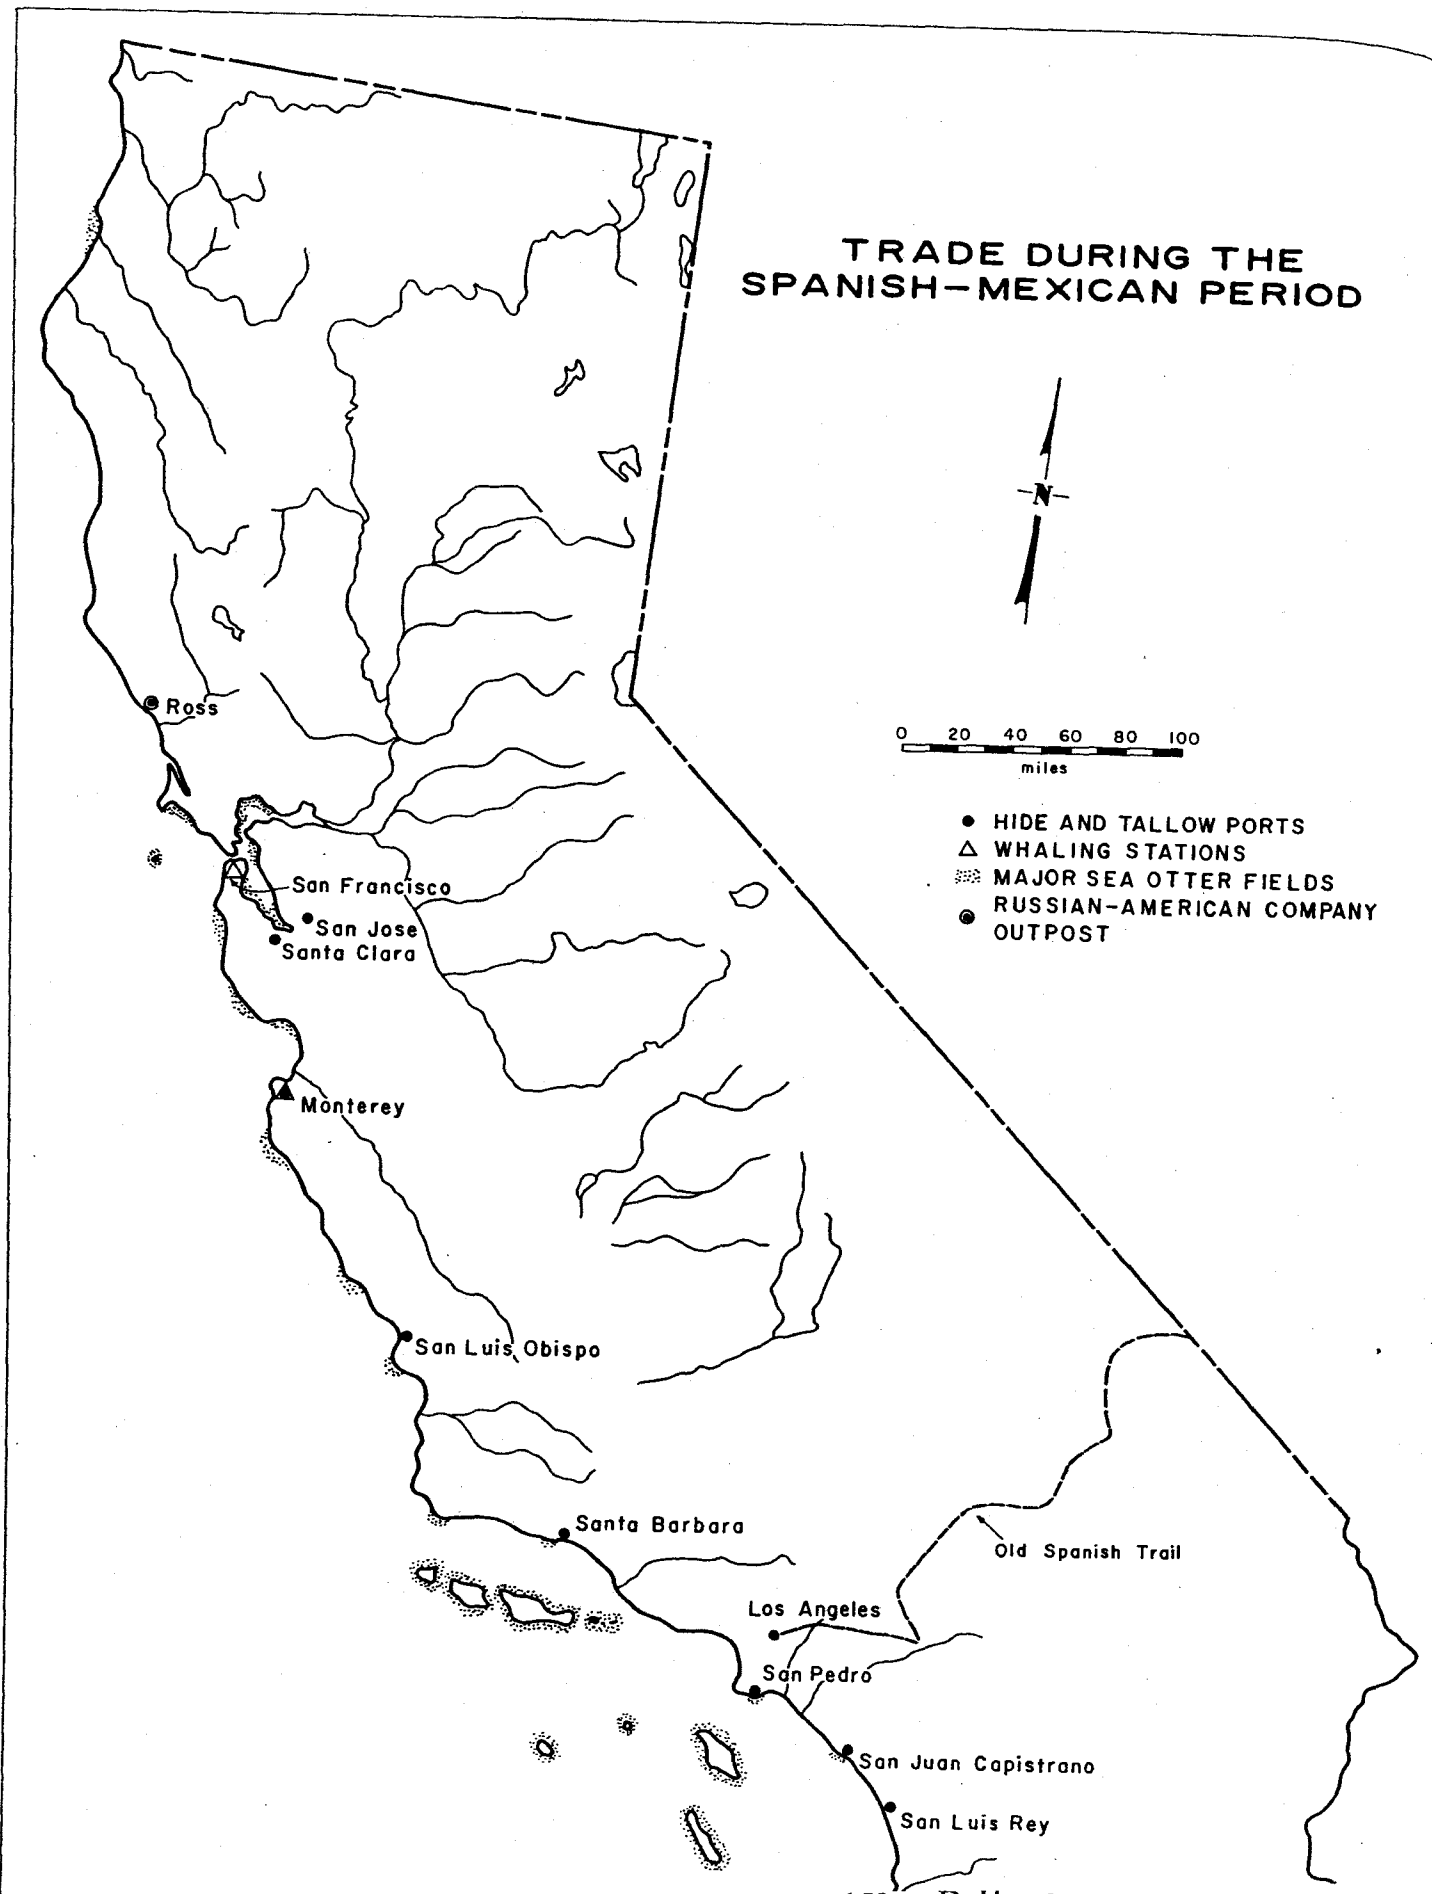 TRADE DURING THE
SPANISH-MEXICAN PERIOD
N
0 20 40 60 80 100
miles
HIDE AND TALLOW PORTS
WHALING STATIONS
MAJOR SEA OTTER FIELDS
RUSSIAN-AMERICAN COMPANY
OUTPOST
Ross
San Francisco
San Jose
Santa Clara
Monterey
San Luis Obispo
Santa Barbara
Old Spanish Trail
Los Angeles
San Pedro
San Juan Capistrano
San Luis Rey